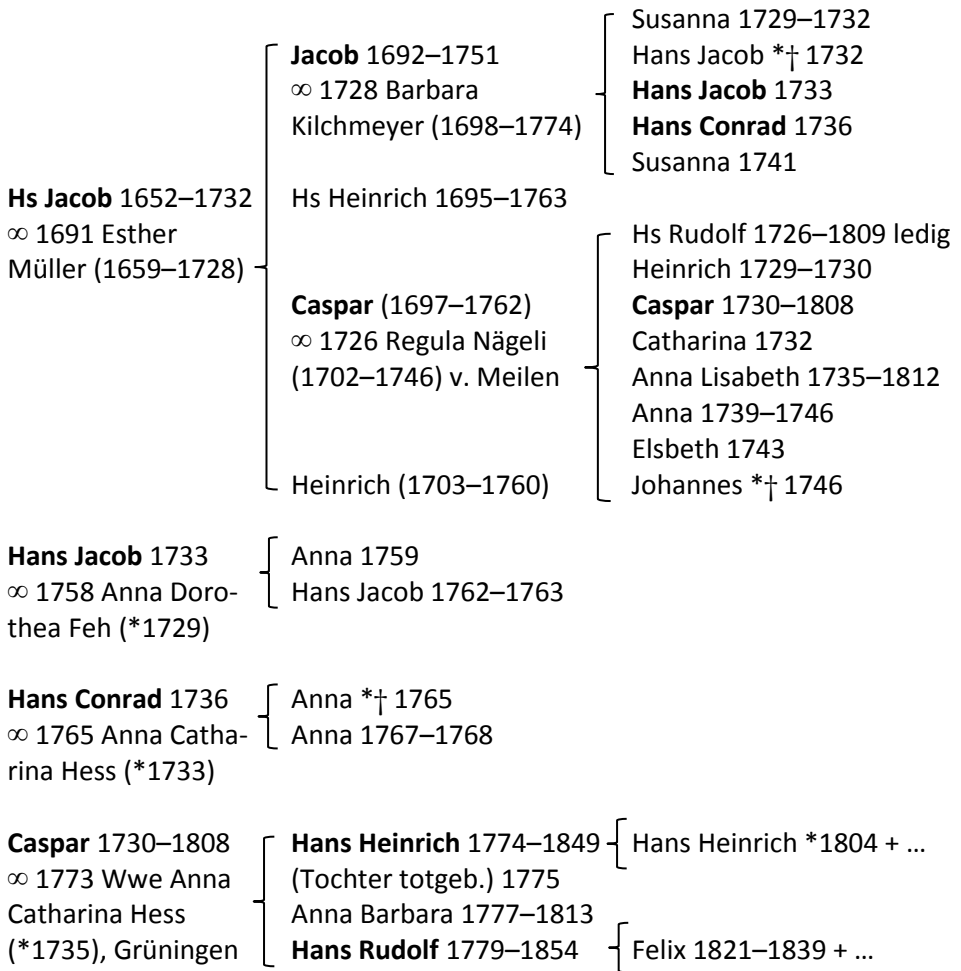 Hs Jacob 1652–1732
∞ 1691 Esther
Müller (1659–1728)
Jacob 1692–1751
∞ 1728 Barbara
Kilchmeyer (1698–1774)
Susanna 1729–1732
Hans Jacob *† 1732
Hans Jacob 1733
Hans Conrad 1736
Susanna 1741
Hs Heinrich 1695–1763
Caspar (1697–1762)
∞ 1726 Regula Nägeli
(1702–1746) v. Meilen
Hs Rudolf 1726–1809 ledig
Heinrich 1729–1730
Caspar 1730–1808
Catharina 1732
Anna Lisabeth 1735–1812
Anna 1739–1746
Elsbeth 1743
Johannes *† 1746
Heinrich (1703–1760)
Hans Jacob 1733
∞ 1758 Anna Doro-
thea Feh (*1729)
Anna 1759
Hans Jacob 1762–1763
Hans Conrad 1736
∞ 1765 Anna Catha-
rina Hess (*1733)
Anna *† 1765
Anna 1767–1768
Caspar 1730–1808
∞ 1773 Wwe Anna
Catharina Hess
(*1735), Grüningen
Hans Heinrich 1774–1849
(Tochter totgeb.) 1775
Anna Barbara 1777–1813
Hans Rudolf 1779–1854
Hans Heinrich *1804 + ...
Felix 1821–1839 + ...